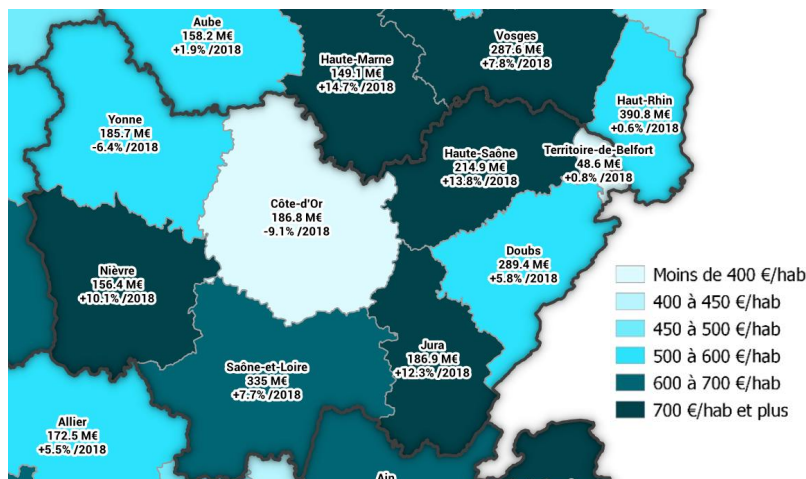 Aube
158.2 M€
+1.9% /2018
Haute-Marne
149.1 M€
+14.7% /2018
Vosges
287.6 M€
+7.8% /2018
Haut-Rhin
390.8 M€
+0.6% /2018
Yonne
185.7 M€
-6.4% /2018
Haute-Saône
214.9 M€
+13.8% /2018
Territoire-de-Belfort
48.6 M€
+0.8% /2018
Côte-d'Or
186.8 M€
-9.1% /2018
Doubs
289.4 M€
+5.8% /2018
Nièvre
156.4 M€
+10.1% /2018
Saône-et-Loire
335 M€
+7.7% /2018
Jura
186.9 M€
+12.3% /2018
Allier
172.5 M€
+5.5% /2018
Ain
Moins de 400 €/hab
400 à 450 €/hab
450 à 500 €/hab
500 à 600 €/hab
600 à 700 €/hab
700 €/hab et plus